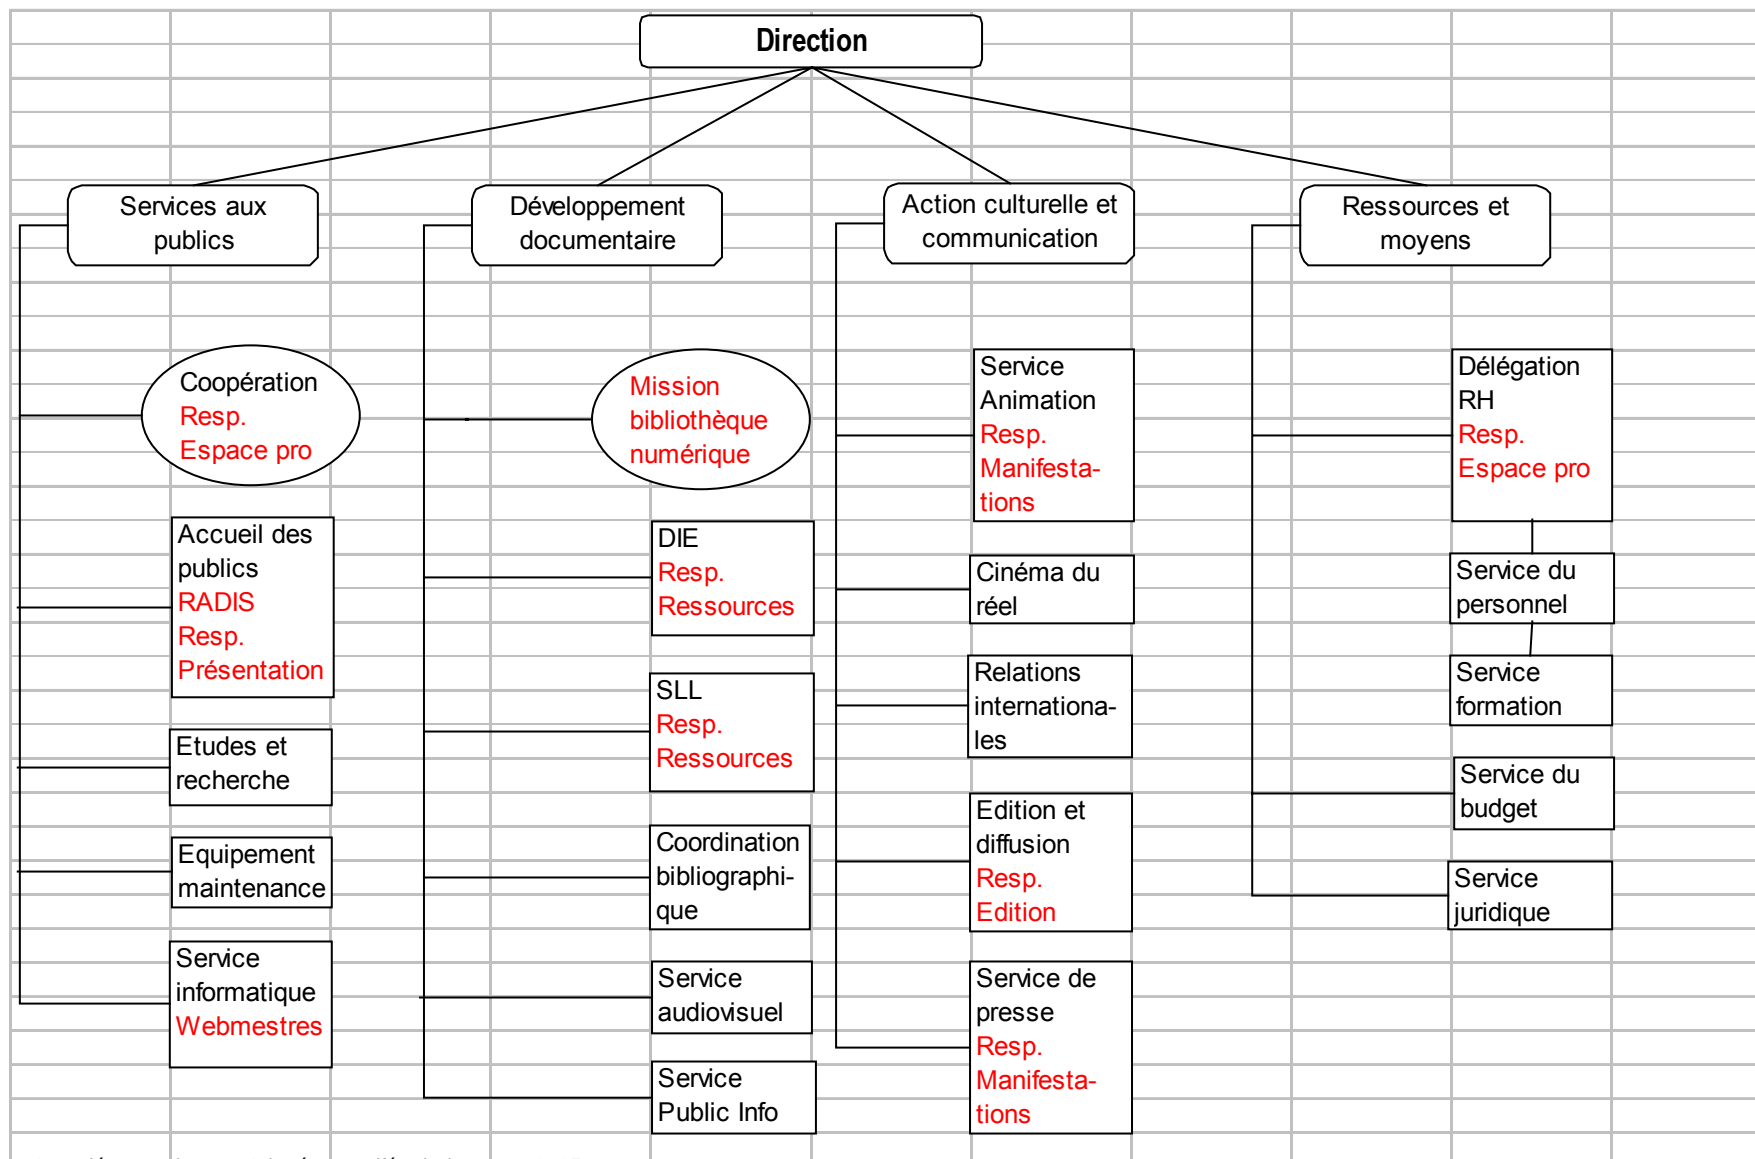 Direction
Services aux
publics
Développement
documentaire
Action culturelle et
communication
Ressources et
moyens
Coopération
Resp.
Espace pro
Accueil des
publics
RADIS
Resp.
Présentation
Etudes et
recherche
Equipement
maintenance
Service
informatique
Webmestres
Mission
bibliothèque
numérique
DIE
Resp.
Ressources
SLL
Resp.
Ressources
Coordination
bibliographi-
que
Service
audiovisuel
Service
Public Info
Service
Animation
Resp.
Manifesta-
tions
Cinéma du
réel
Relations
internationa-
les
Edition et
diffusion
Resp.
Edition
Service de
presse
Resp.
Manifesta-
tions
Délégation
RH
Resp.
Espace pro
Service du
personnel
Service
formation
Service du
budget
Service
juridique